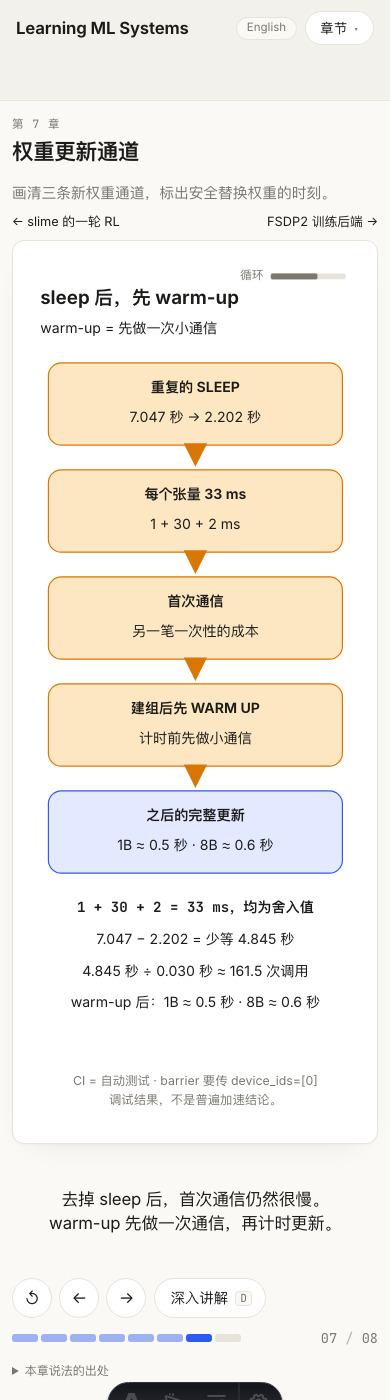 Learning ML Systems
English
章节
第 7 章
权重更新通道
画清三条新权重通道，标出安全替换权重的时刻。
← slime 的一轮 RL
FSDP2 训练后端 →
循环
sleep 后，先 warm-up
warm-up = 先做一次小通信
重复的 SLEEP
7.047 秒 → 2.202 秒
每个张量 33 ms
1 + 30 + 2 ms
首次通信
另一笔一次性的成本
建组后先 WARM UP
计时前先做小通信
之后的完整更新
1B ≈ 0.5 秒 · 8B ≈ 0.6 秒
1 + 30 + 2 = 33 ms，均为舍入值
7.047 − 2.202 = 少等 4.845 秒
4.845 秒 ÷ 0.030 秒 ≈ 161.5 次调用
warm-up 后：1B ≈ 0.5 秒 · 8B ≈ 0.6 秒
CI = 自动测试 · barrier 要传 device_ids=[0]
调试结果，不是普遍加速结论。
去掉 sleep 后，首次通信仍然很慢。
warm-up 先做一次通信，再计时更新。
深入讲解 D
07 / 08
本章说法的出处